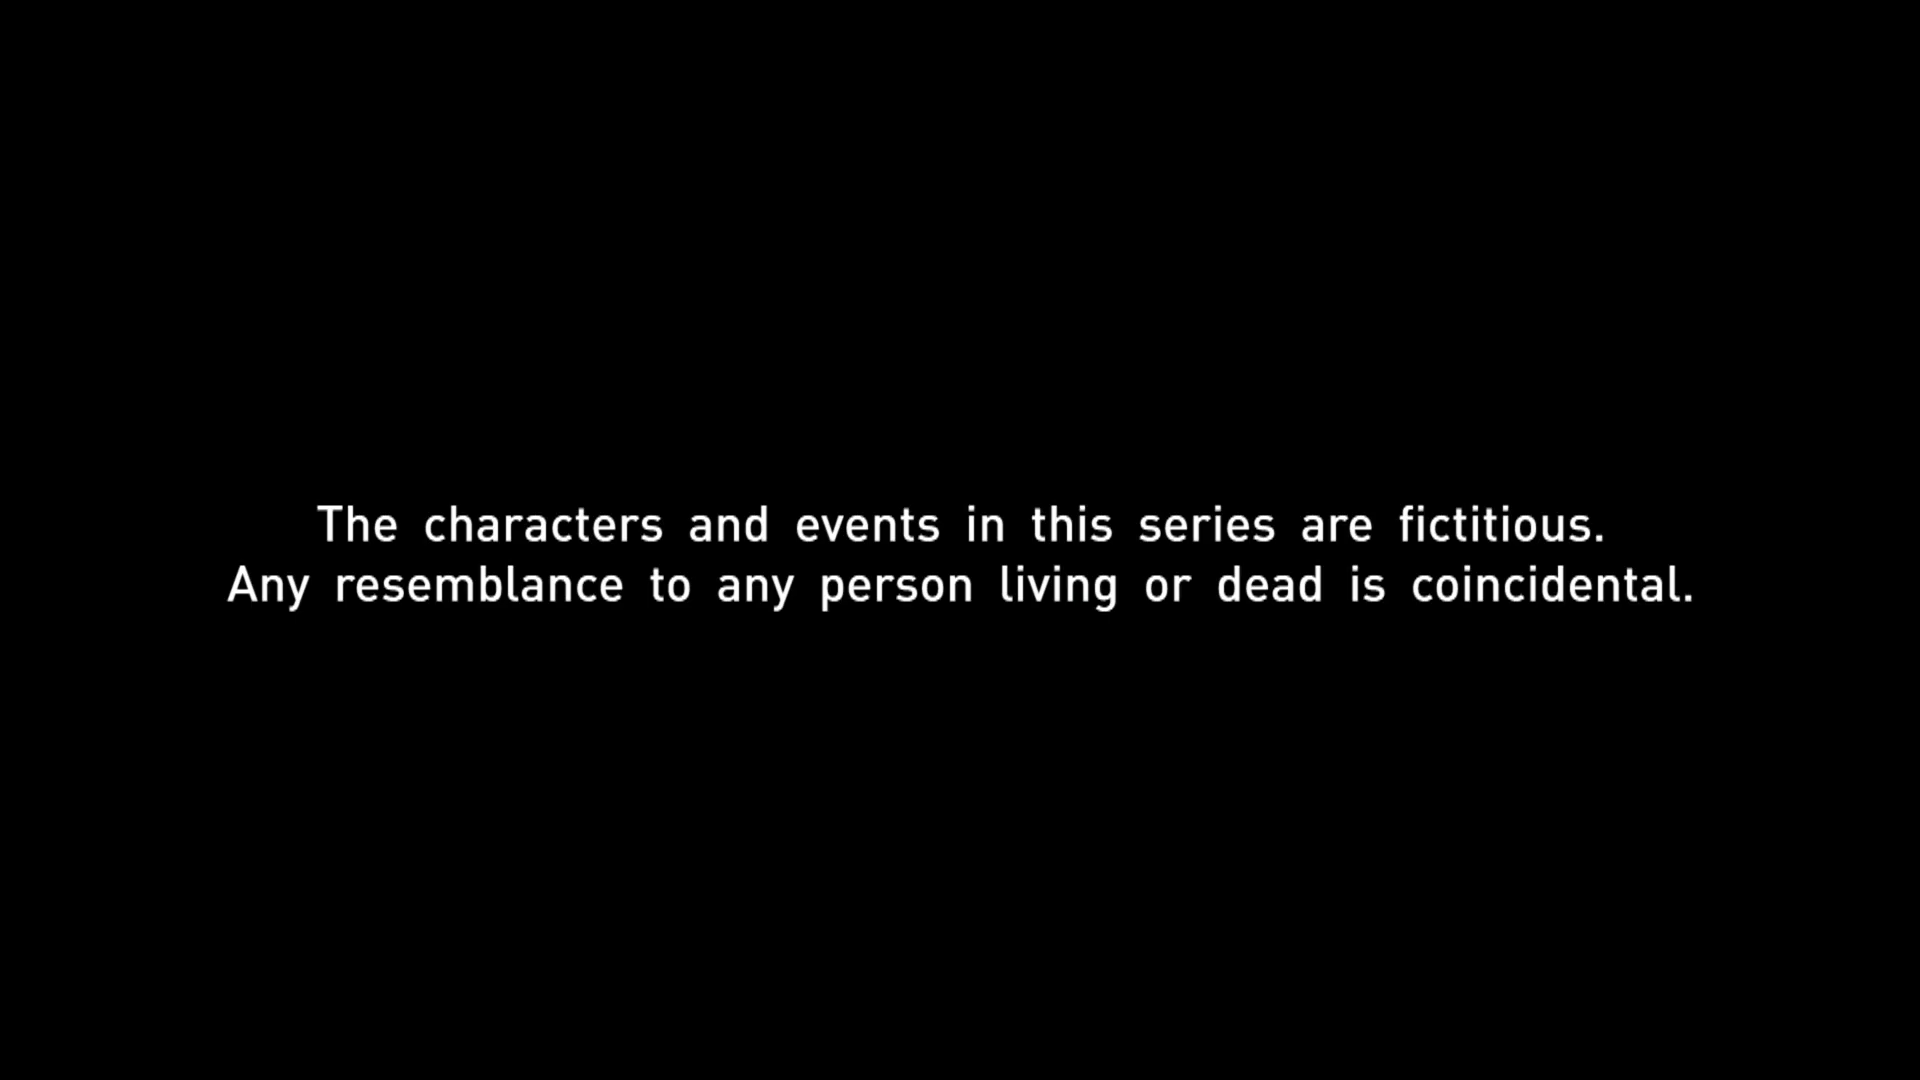 The characters and events in this series are fictitious.
Any resemblance to any person living or dead is coincidental.